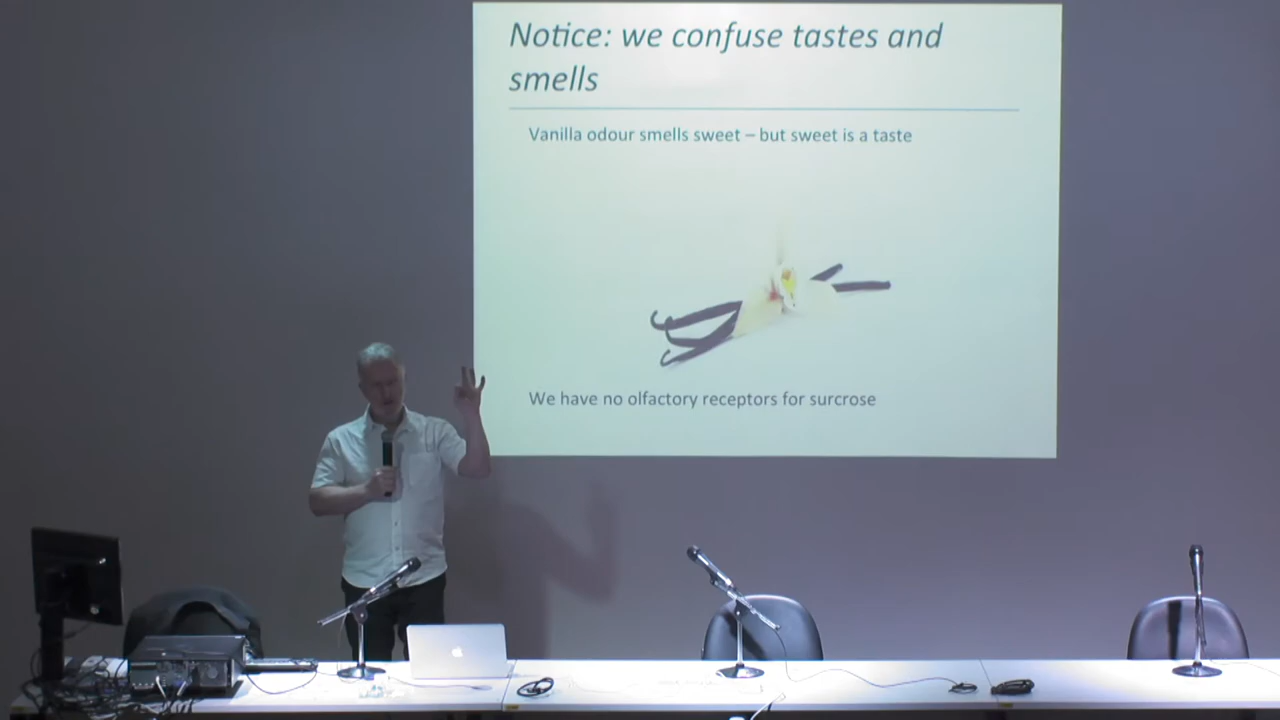 Notice: we confuse tastes and
smells
Vanilla odour smells sweet – but sweet is a taste
We have no olfactory receptors for surcrose